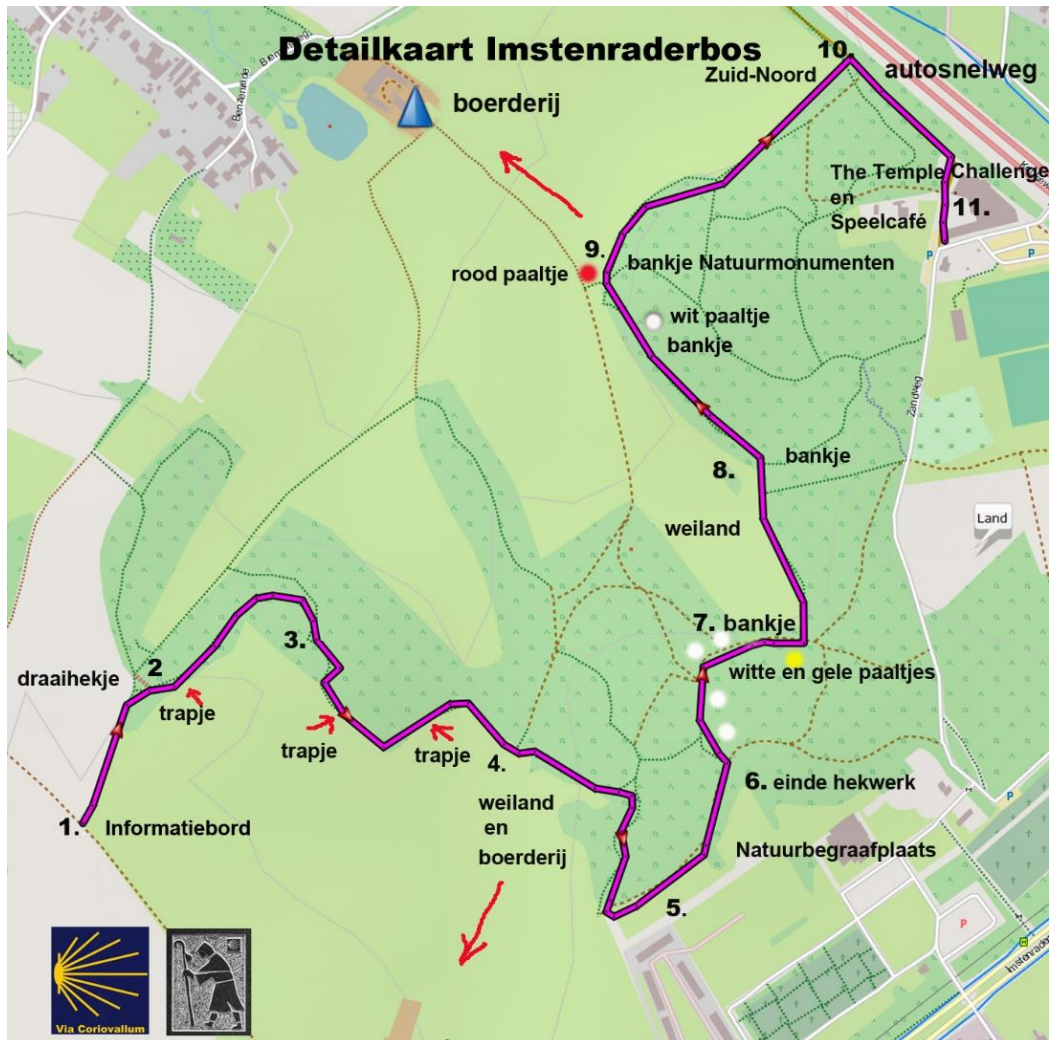 Detailkaart Imstenraderbos
10.
Zuid-Noord
autosnelweg
boerderij
Benzenrade
The Temple Challenge
en
Speelcafé
11.
9.
bankje Natuurmonumenten
rood paaltje
P
P
wit paaltje
bankje
Zandweg
8.
bankje
Land
weiland
7. bankje
3.
2
draaihekje
witte en gele paaltjes
trapje
trapje
trapje
4.
6. einde hekwerk
P
weiland
en
boerderij
1.
Informatiebord
Natuurbegraafplaats
5.
P
H
Via Coriovallum